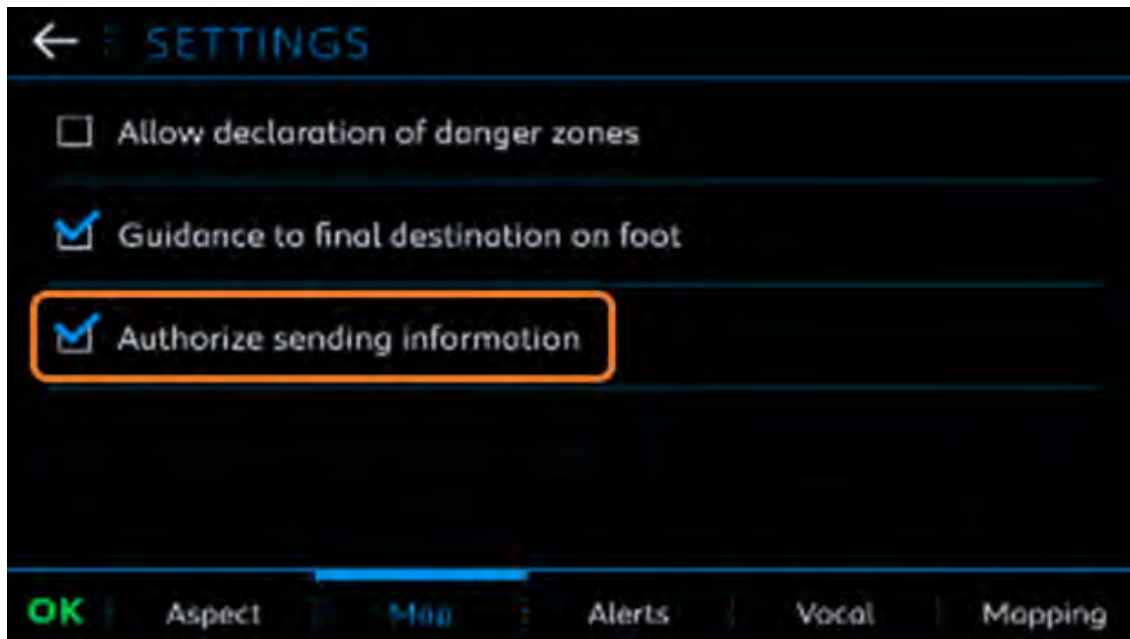 SETTINGS
Allow declaration of danger zones
Guidance to final destination on foot
Authorize sending information
OK Aspect Map Alerts Vocal Mapping